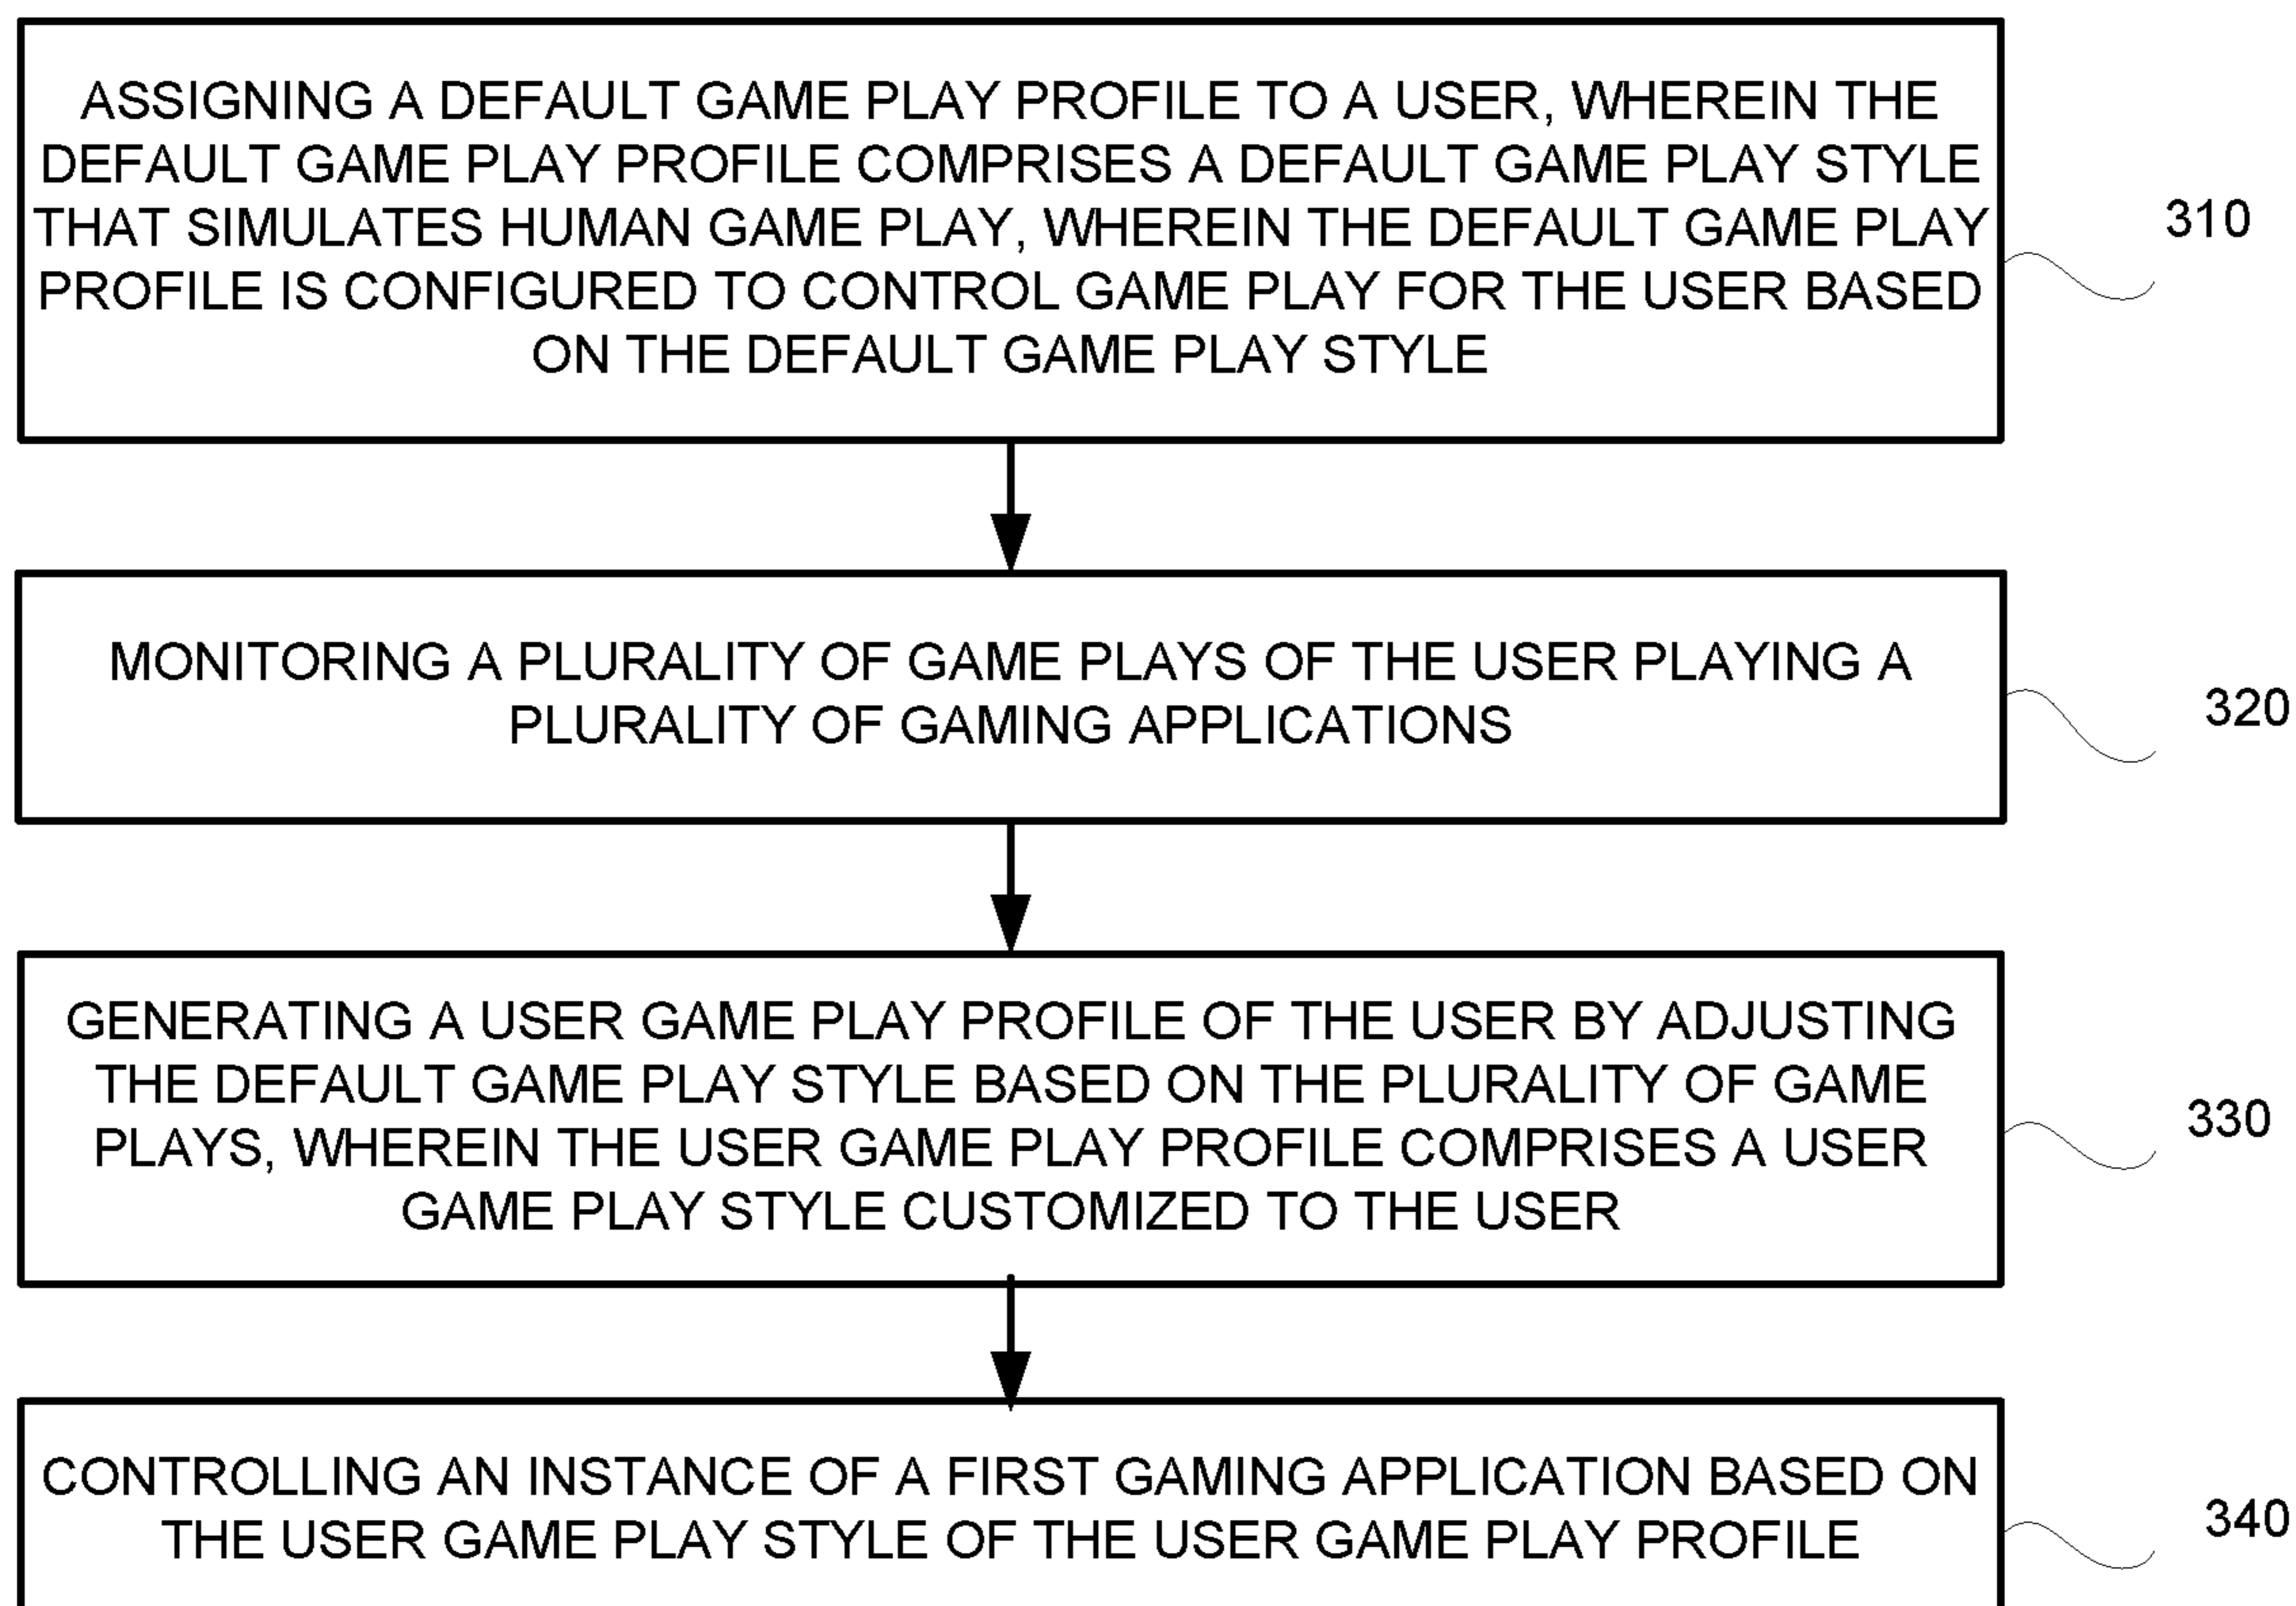 ASSIGNING A DEFAULT GAME PLAY PROFILE TO A USER, WHEREIN THE
DEFAULT GAME PLAY PROFILE COMPRISES A DEFAULT GAME PLAY STYLE
THAT SIMULATES HUMAN GAME PLAY, WHEREIN THE DEFAULT GAME PLAY
PROFILE IS CONFIGURED TO CONTROL GAME PLAY FOR THE USER BASED
ON THE DEFAULT GAME PLAY STYLE
310
MONITORING A PLURALITY OF GAME PLAYS OF THE USER PLAYING A
PLURALITY OF GAMING APPLICATIONS
320
GENERATING A USER GAME PLAY PROFILE OF THE USER BY ADJUSTING
THE DEFAULT GAME PLAY STYLE BASED ON THE PLURALITY OF GAME
PLAYS, WHEREIN THE USER GAME PLAY PROFILE COMPRISES A USER
GAME PLAY STYLE CUSTOMIZED TO THE USER
330
CONTROLLING AN INSTANCE OF A FIRST GAMING APPLICATION BASED ON
THE USER GAME PLAY STYLE OF THE USER GAME PLAY PROFILE
340